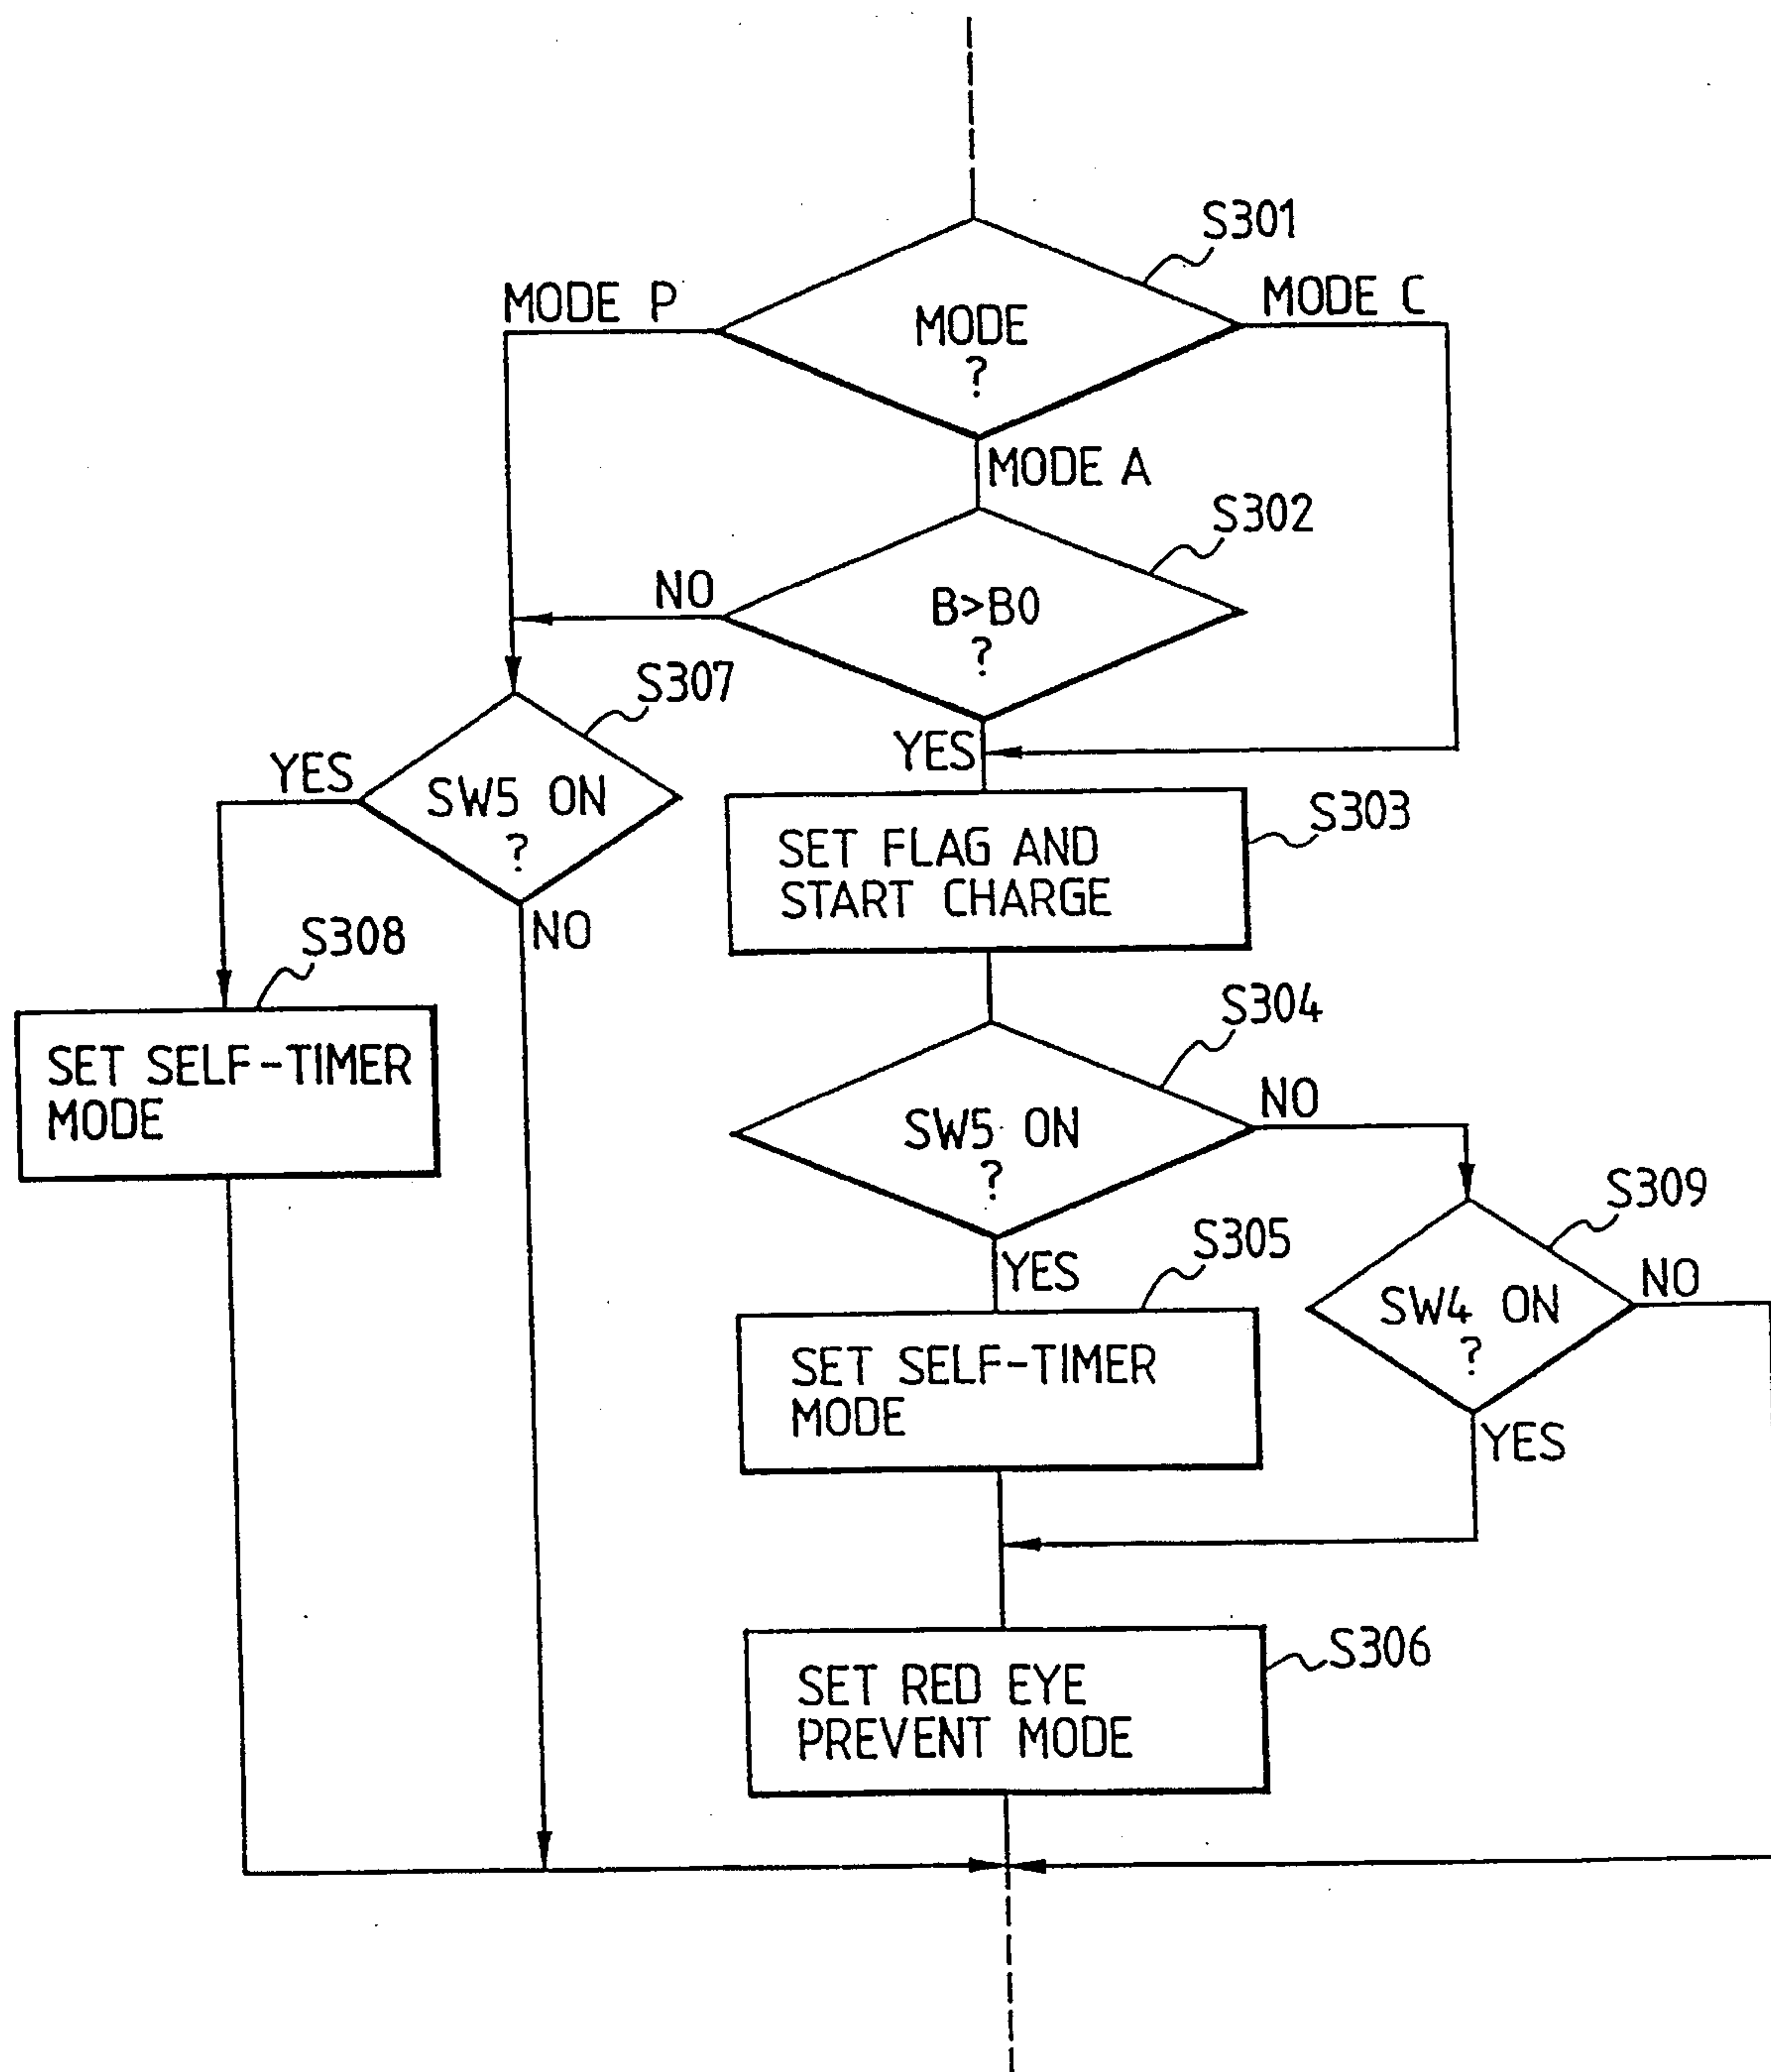 S301
MODE P
MODE C
MODE
?
MODE A
S302
NO
B>B0
?
S307
YES
YES
SW5 ON
?
S303
SET FLAG AND
START CHARGE
NO
S308
S304
SET SELF-TIMER
MODE
NO
SW5 ON
?
S309
S305
YES
NO
SW4 ON
?
SET SELF-TIMER
MODE
YES
S306
SET RED EYE
PREVENT MODE